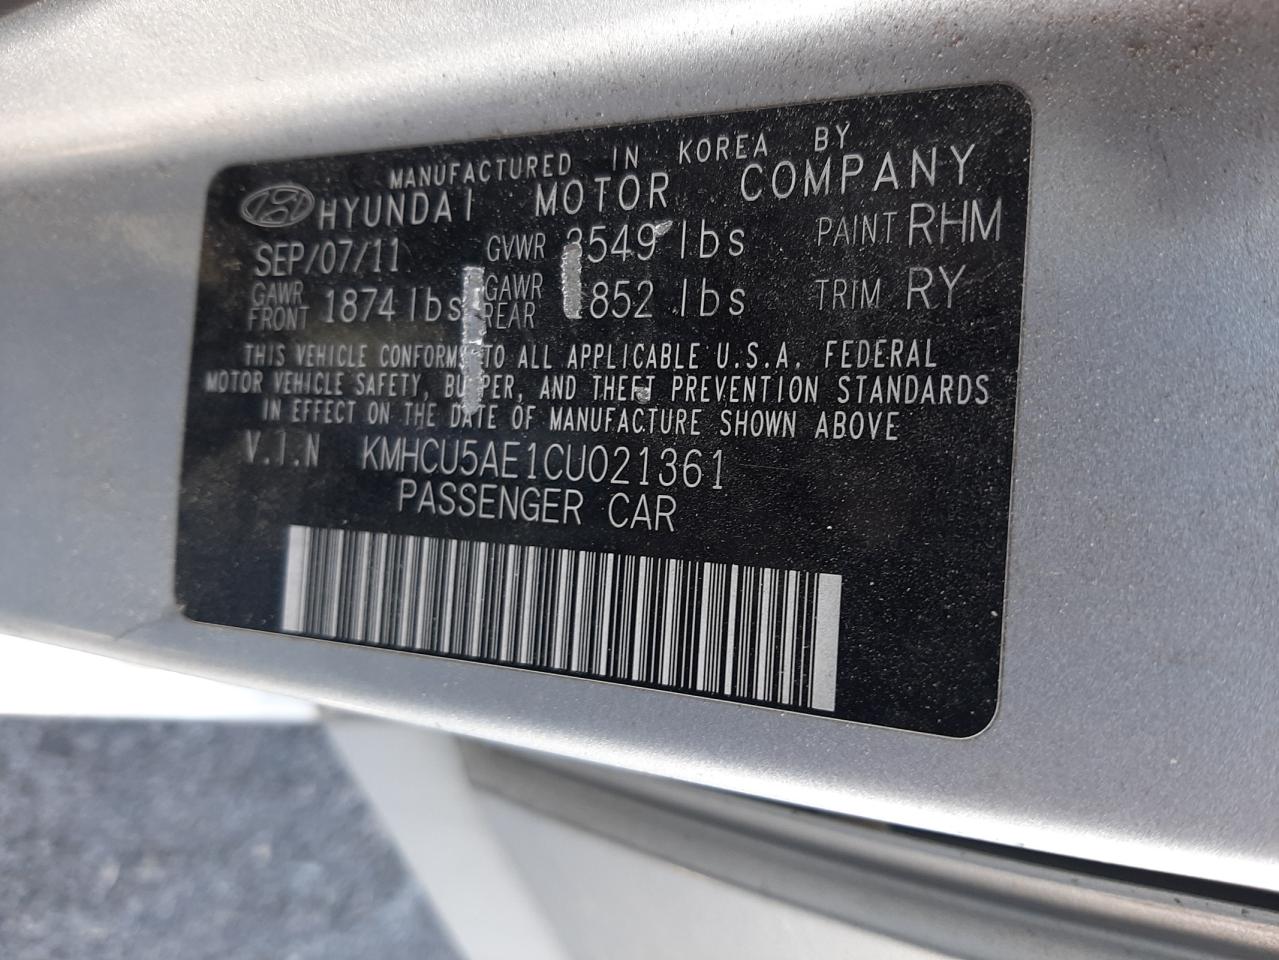 MANUFACTURED IN KOREA BY
HYUNDAI MOTOR COMPANY
SEP/07/11 GVWR 3549 lbs PAINT RHM
GAWR FRONT 1874 lbs GAWR REAR 1852 lbs TRIM RY
THIS VEHICLE CONFORMS TO ALL APPLICABLE U.S.A. FEDERAL
MOTOR VEHICLE SAFETY, BUMPER, AND THEFT PREVENTION STANDARDS
IN EFFECT ON THE DATE OF MANUFACTURE SHOWN ABOVE
V.I.N KMHCU5AE1CU021361
PASSENGER CAR